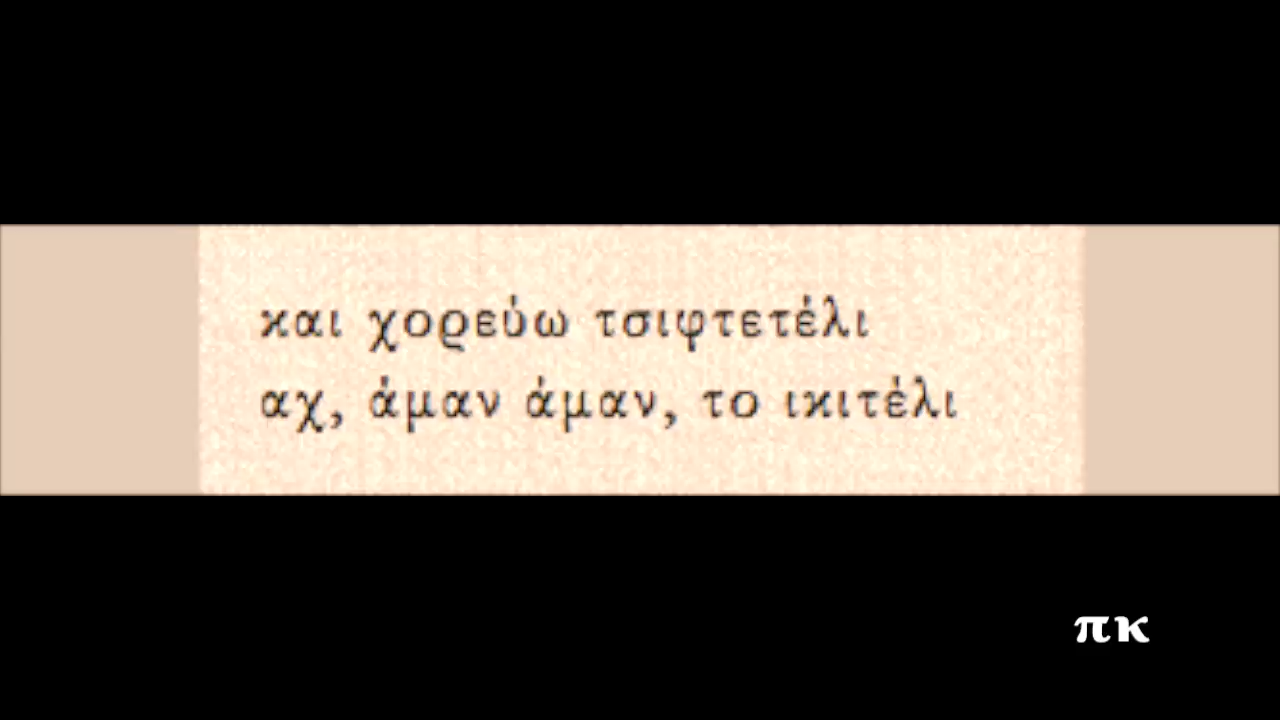 και χορεύω τσιφτετέλι
αχ, άμαν άμαν, το ικιτέλι
πκ